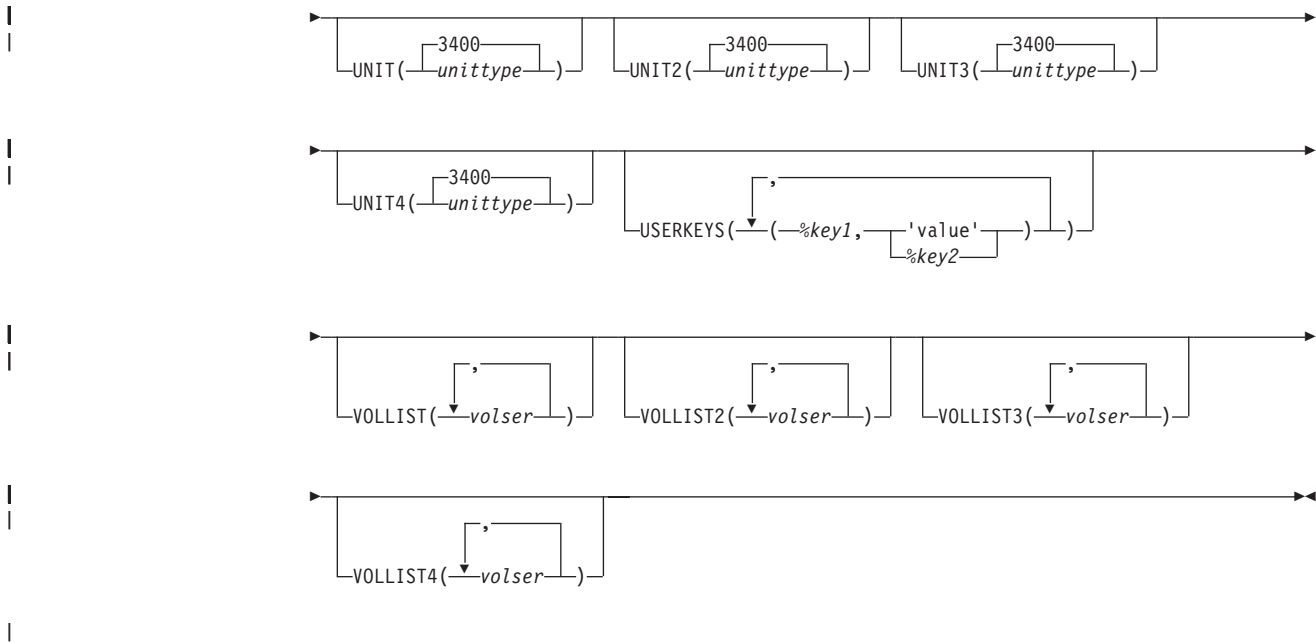 3400 3400 3400
UNIT( unittype ) UNIT2( unittype ) UNIT3( unittype )
3400 ,
UNIT4( unittype ) USERKEYS( ( %key1, 'value' ) )
%key2
, , ,
VOLLIST( volser ) VOLLIST2( volser ) VOLLIST3( volser )
,
VOLLIST4( volser )